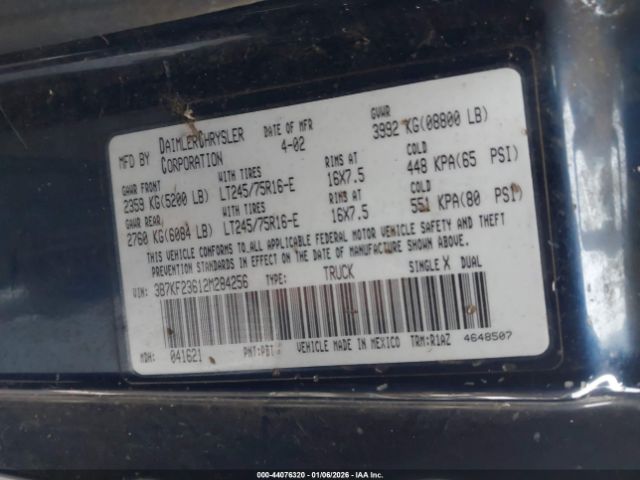 MFD BY DAIMLERCHRYSLER CORPORATION DATE OF MFR 4-02 GVWR 3992 KG(08800 LB)
GAWR FRONT WITH TIRES RIMS AT COLD
2359 KG(5200 LB) LT245/75R16-E 16X7.5 448 KPA(65 PSI)
GAWR REAR WITH TIRES RIMS AT COLD
2760 KG(6084 LB) LT245/75R16-E 16X7.5 551 KPA(80 PSI)
THIS VEHICLE CONFORMS TO ALL APPLICABLE FEDERAL MOTOR VEHICLE SAFETY AND THEFT
PREVENTION STANDARDS IN EFFECT ON THE DATE OF MANUFACTURE SHOWN ABOVE.
VIN: 3B7KF23612M284256 TYPE: TRUCK SINGLE X DUAL
MDH: 041621 PNT:PBT VEHICLE MADE IN MEXICO TRM:R1AZ 4648507
000-44076320 - 01/06/2026 - IAA Inc.